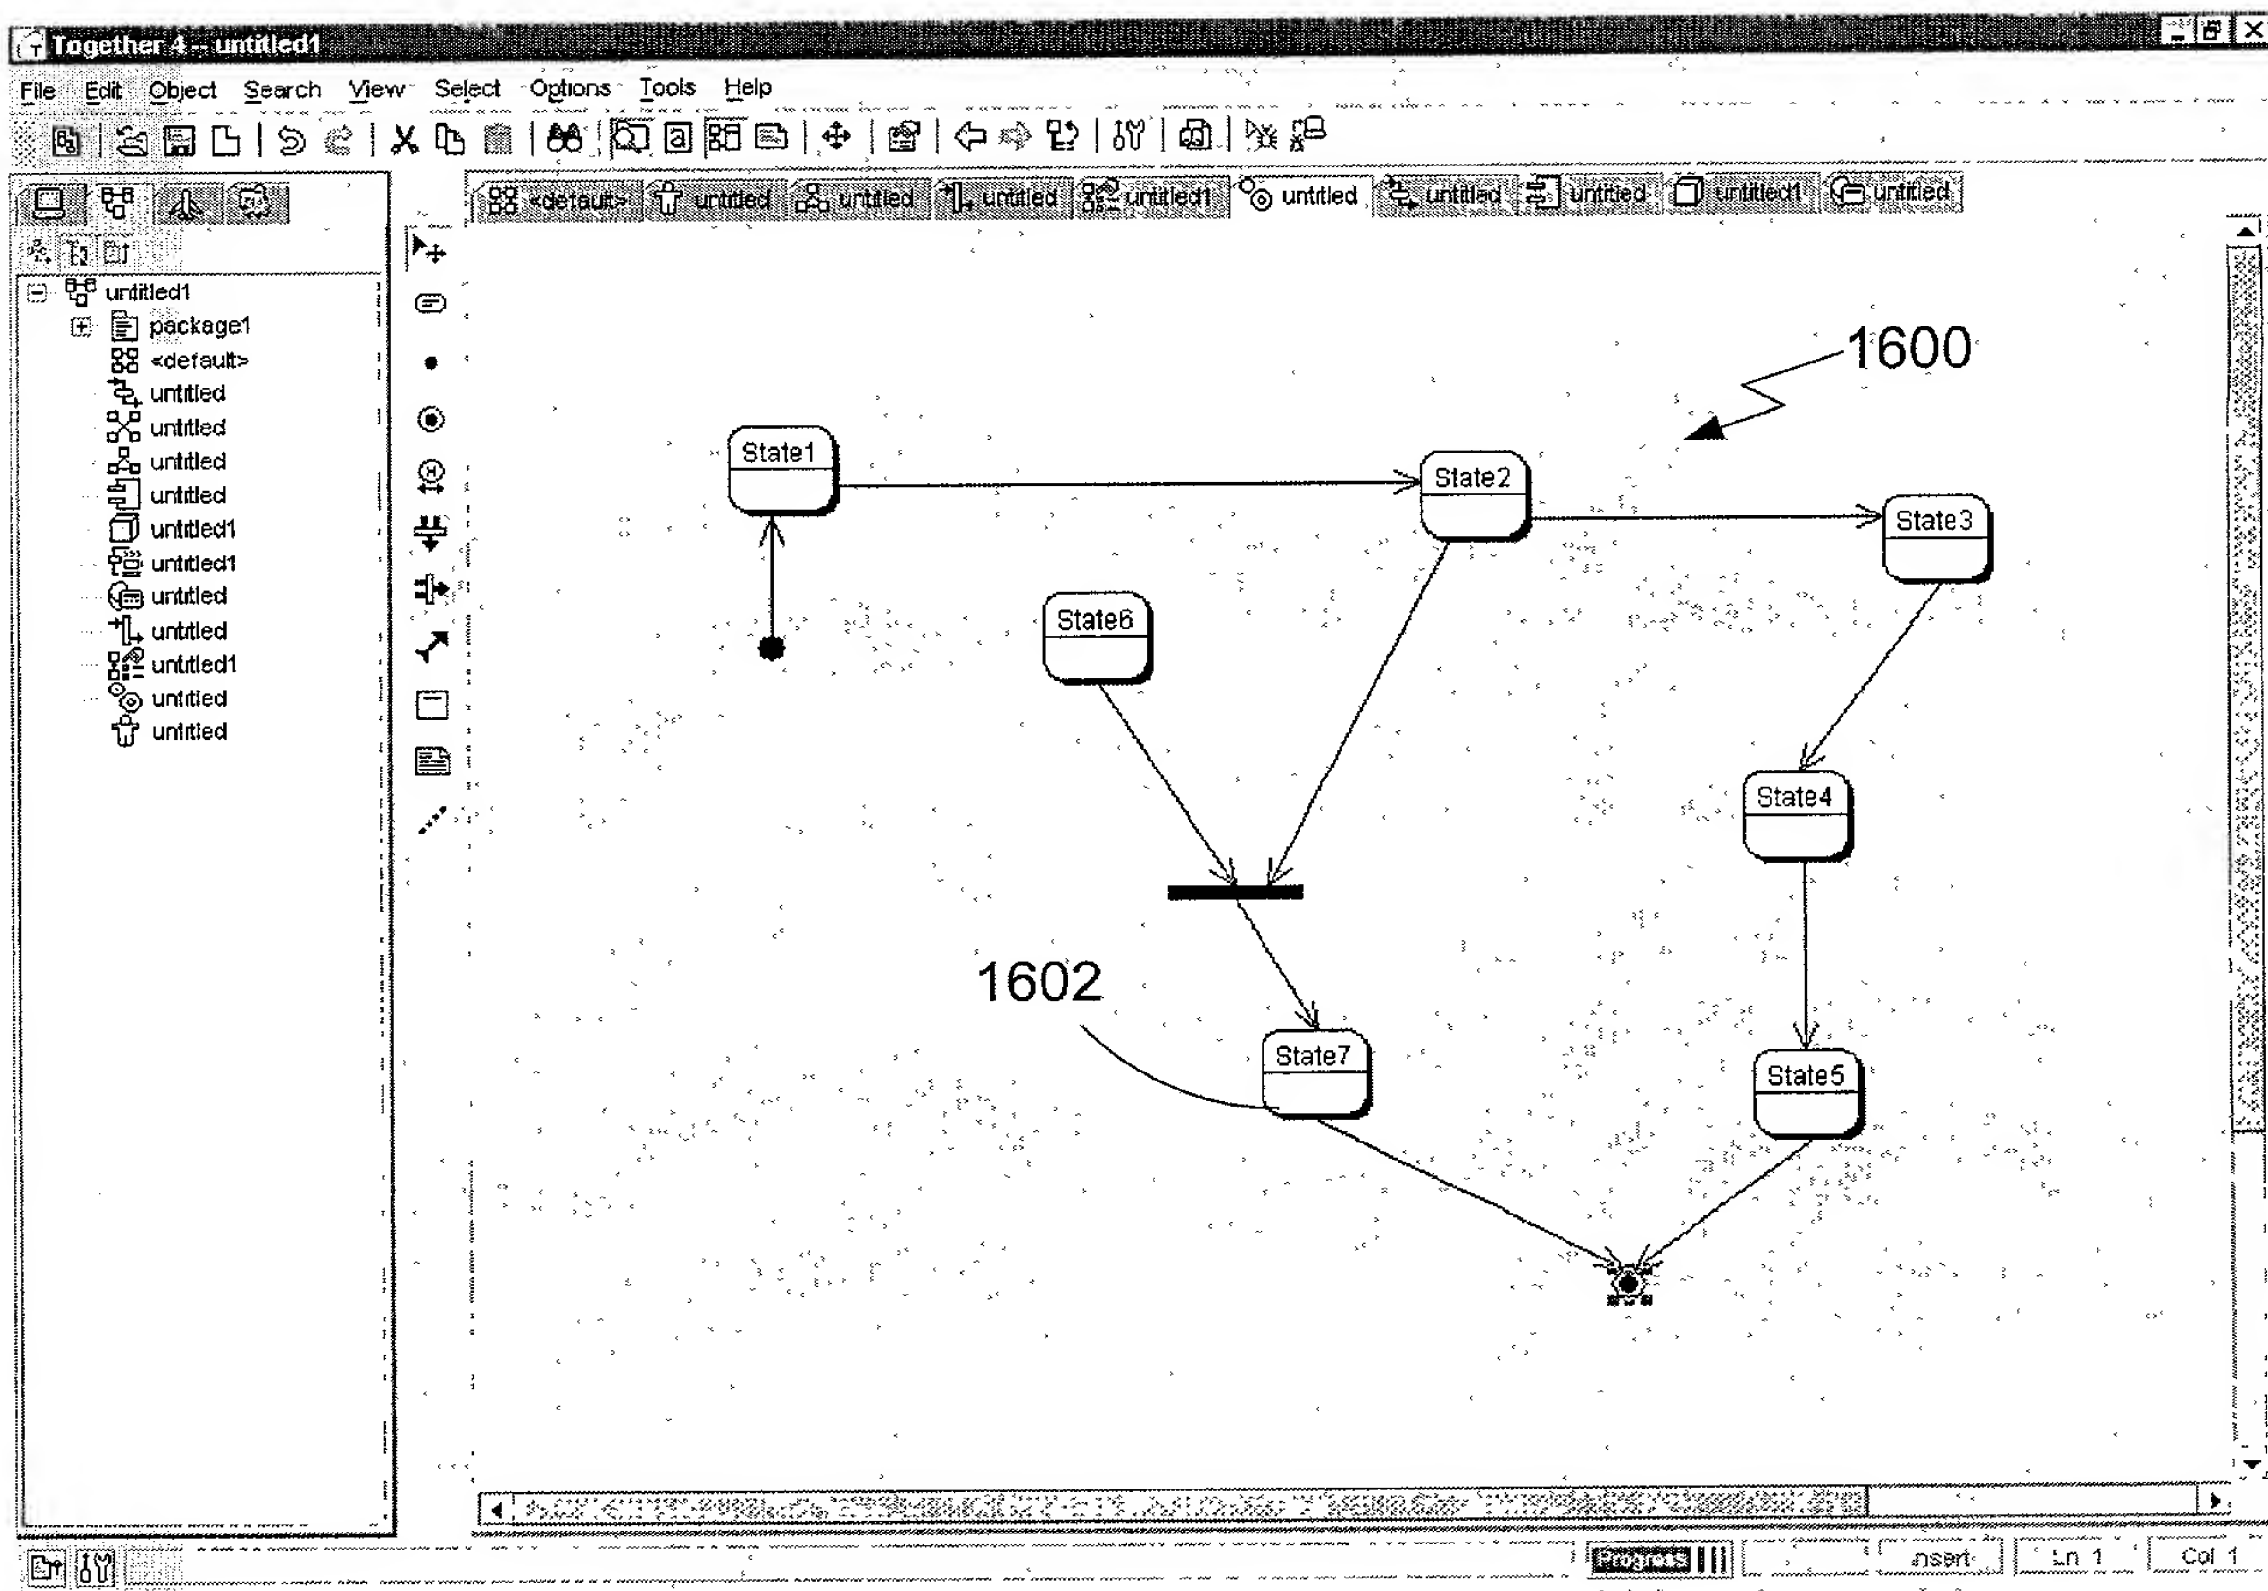 Together 4 -- untitled1
File Edit Object Search View Select Options Tools Help
<default> untitled untitled untitled untitled1 untitled untitled untitled untitled1 untitled
untitled1
package1
<default>
untitled
untitled
untitled
untitled
untitled1
untitled1
untitled
untitled
untitled1
untitled
untitled
1600
State1
State2
State3
State6
State4
1602
State7
State5
Progress nsert Ln 1 Col 1